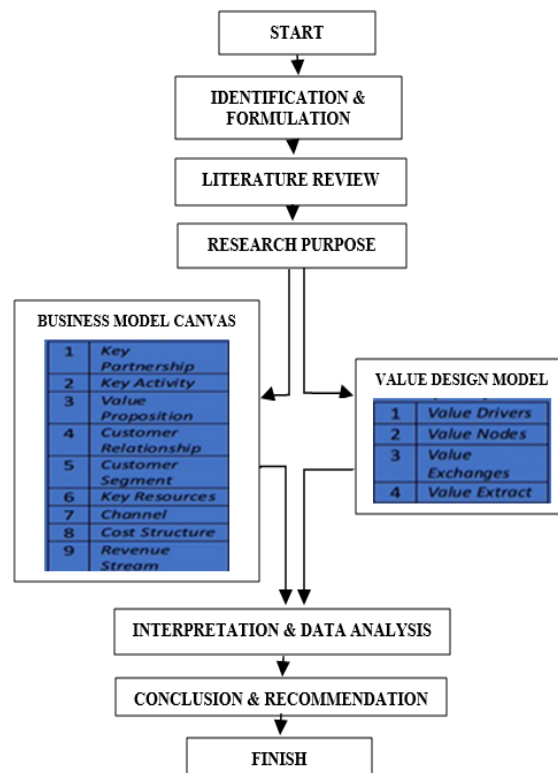 START
IDENTIFICATION &
FORMULATION
LITERATURE REVIEW
RESEARCH PURPOSE
BUSINESS MODEL CANVAS
1 Key
Partnership
2 Key Activity
3 Value
Proposition
4 Customer
Relationship
5 Customer
Segment
6 Key Resources
7 Channel
8 Cost Structure
9 Revenue
Stream
VALUE DESIGN MODEL
1 Value Drivers
2 Value Nodes
3 Value
Exchanges
4 Value Extract
INTERPRETATION & DATA ANALYSIS
CONCLUSION & RECOMMENDATION
FINISH